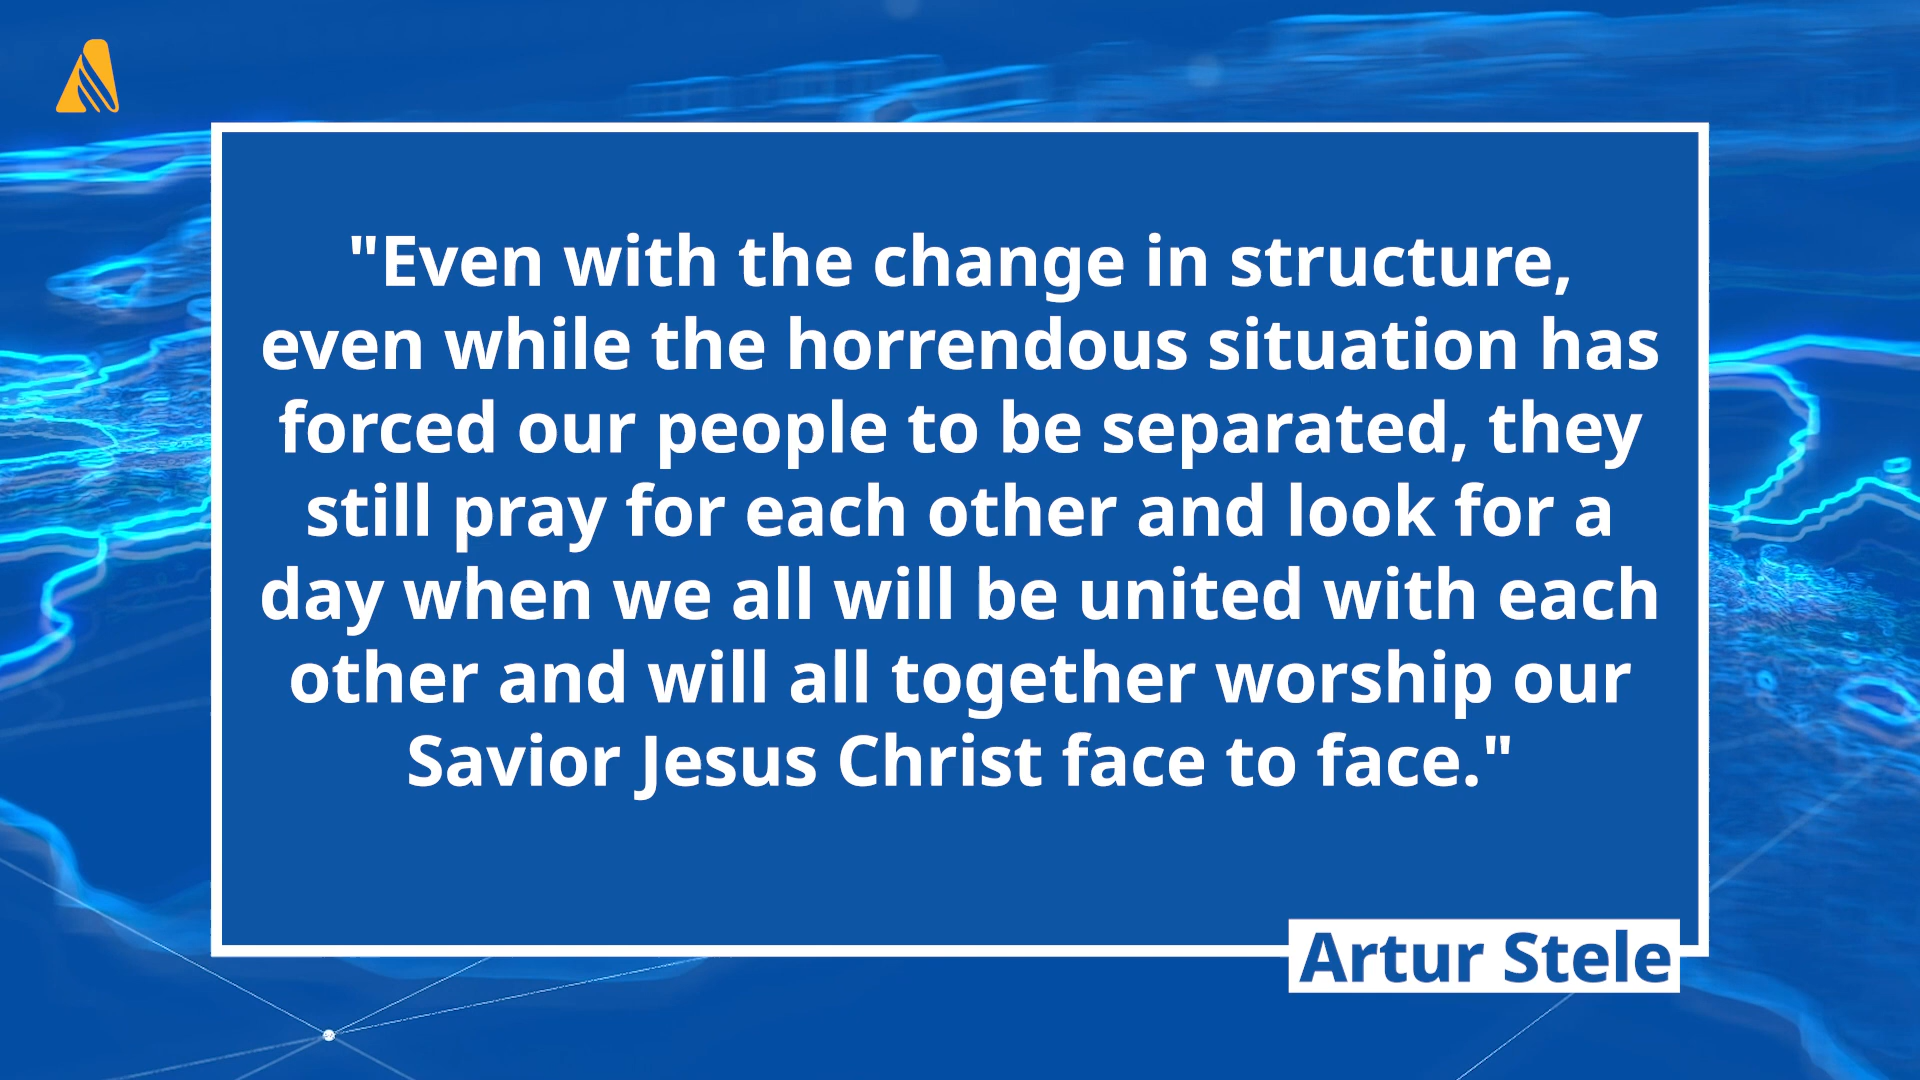 "Even with the change in structure,
even while the horrendous situation has
forced our people to be separated, they
still pray for each other and look for a
day when we all will be united with each
other and will all together worship our
Savior Jesus Christ face to face."
Artur Stele